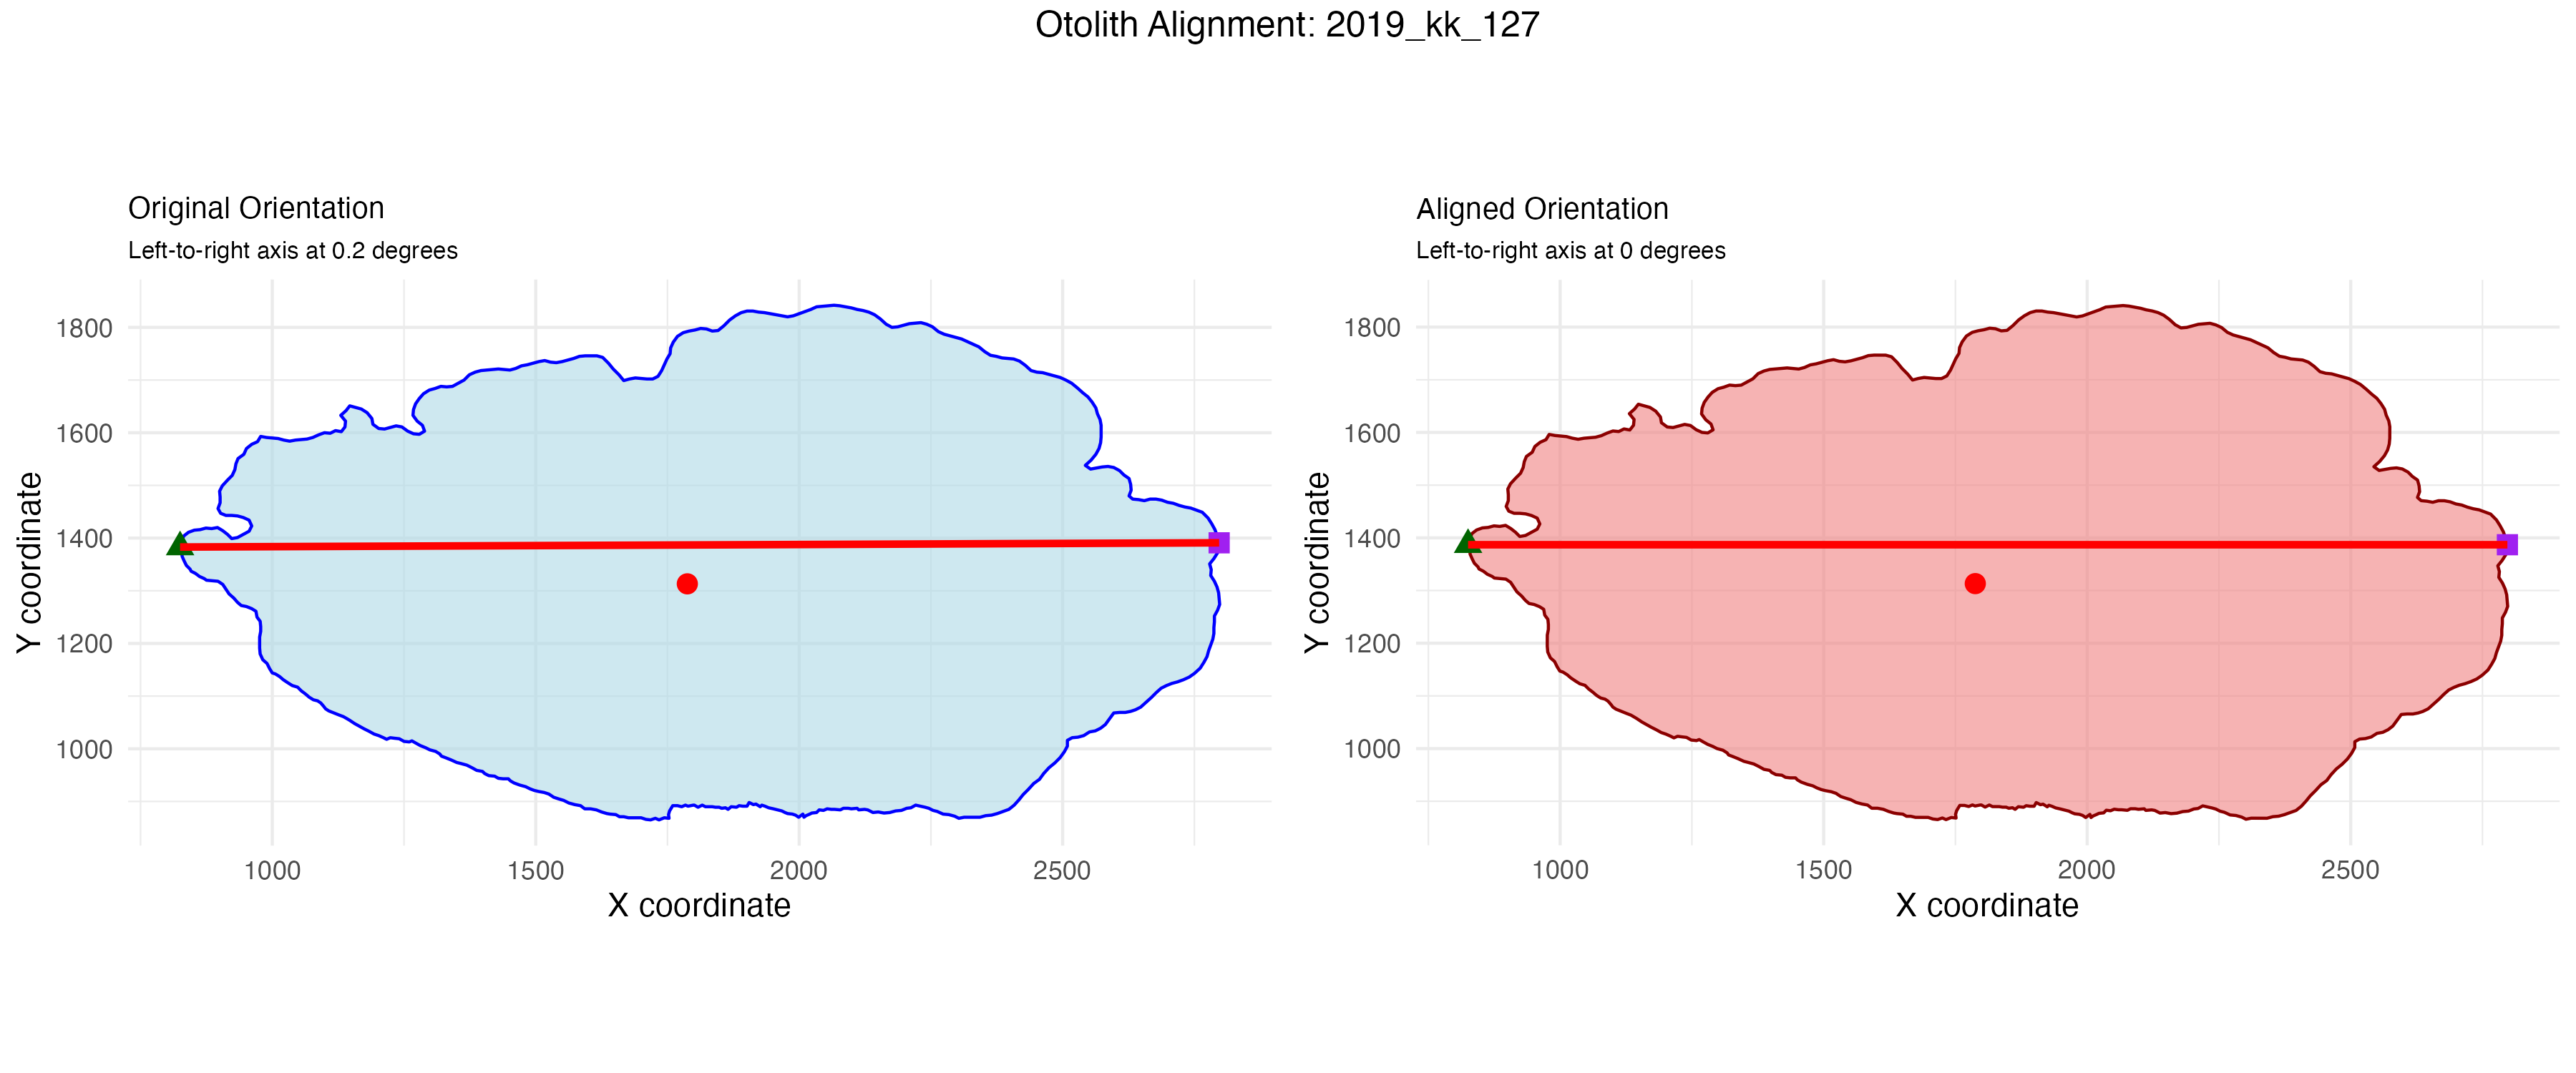 Otolith Alignment: 2019_kk_127
Original Orientation
Left-to-right axis at 0.2 degrees
Y coordinate
1800
1600
1400
1200
1000
1000 1500 2000 2500
X coordinate
Aligned Orientation
Left-to-right axis at 0 degrees
Y coordinate
1800
1600
1400
1200
1000
1000 1500 2000 2500
X coordinate